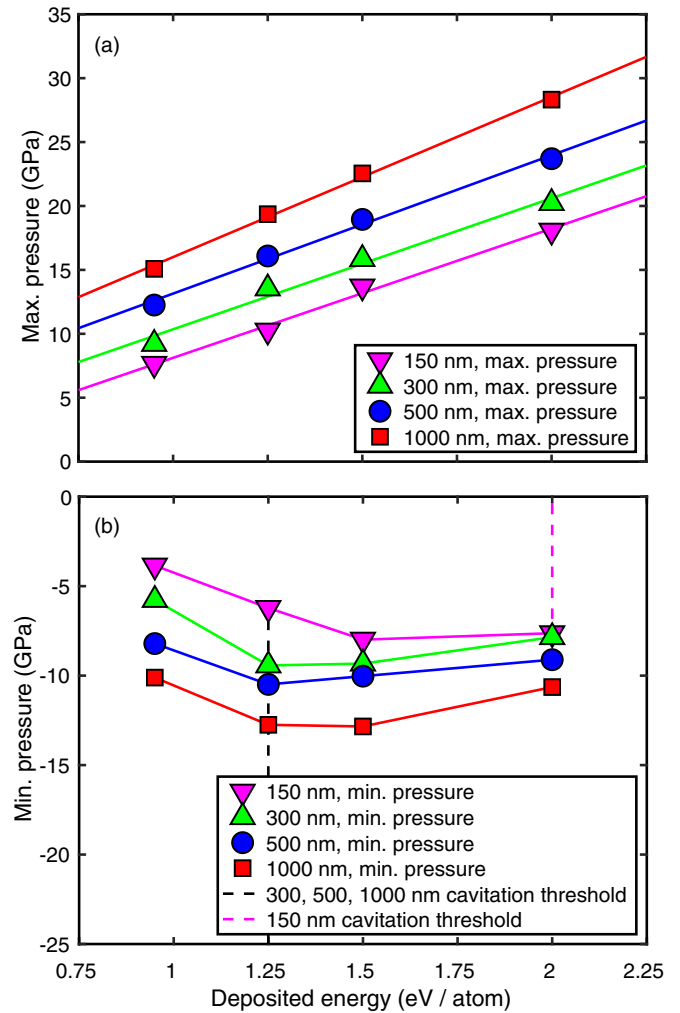 35
30
25
20
15
10
5
0
Max. pressure (GPa)
(a)
150 nm, max. pressure
300 nm, max. pressure
500 nm, max. pressure
1000 nm, max. pressure
0
-5
-10
-15
-20
-25
Min. pressure (GPa)
(b)
150 nm, min. pressure
300 nm, min. pressure
500 nm, min. pressure
1000 nm, min. pressure
300, 500, 1000 nm cavitation threshold
150 nm cavitation threshold
0.75 1 1.25 1.5 1.75 2 2.25
Deposited energy (eV / atom)